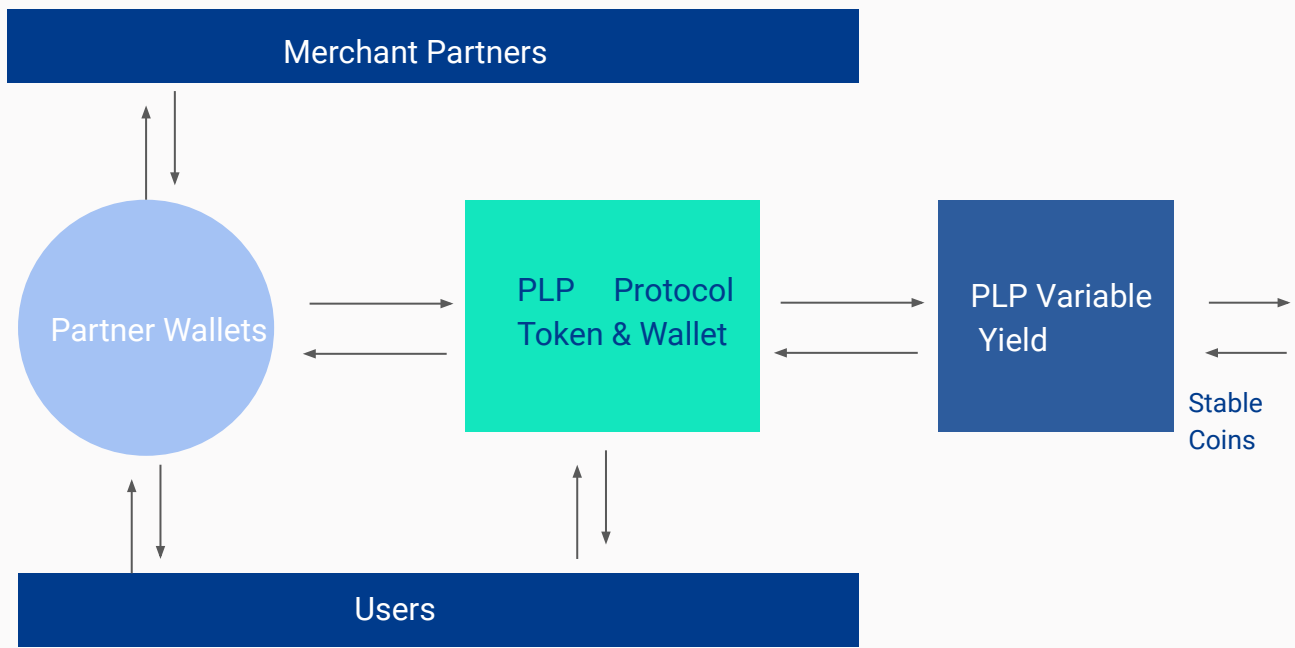 Merchant Partners
Partner Wallets
PLP Protocol
Token & Wallet
PLP Variable
Yield
Stable
Coins
Users